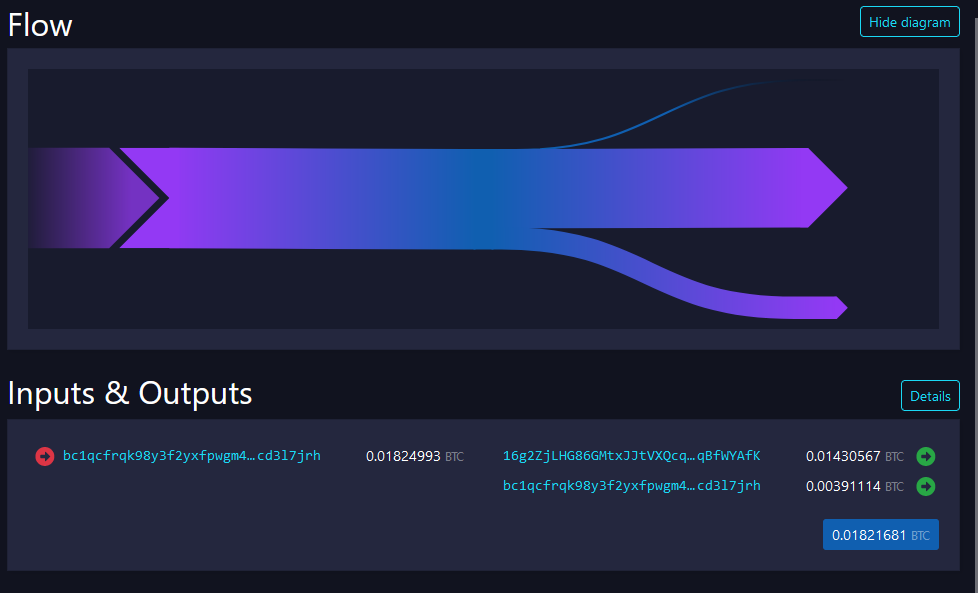 Flow
Hide diagram
Inputs & Outputs
Details
bc1qcfrqk98y3f2yxfpwgm4…cd3l7jrh 0.01824993 BTC 16g2ZjLHG86GMtxJJtVXQcq…qBfWYAfK 0.01430567 BTC
bc1qcfrqk98y3f2yxfpwgm4…cd3l7jrh 0.00391114 BTC
0.01821681 BTC